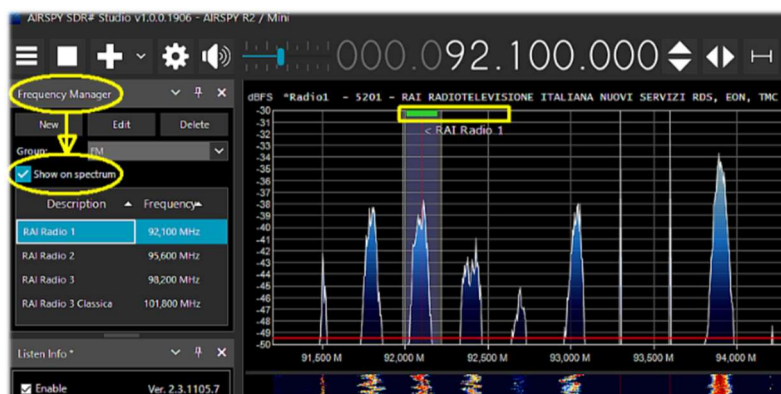 AIRSPY SDR# Studio v1.0.0.1906 - AIRSPY R2 / Mini
000.092.100.000
Frequency Manager
New Edit Delete
Group: FM
Show on spectrum
Description Frequency
RAI Radio 1 92,100 MHz
RAI Radio 2 95,600 MHz
RAI Radio 3 98,200 MHz
RAI Radio 3 Classica 101,800 MHz
Listen Info *
Enable Ver. 2.3.1105.7
dBFS *Radio1 - 5201 - RAI RADIOTELEVISIONE ITALIANA NUOVI SERVIZI RDS, EON, TMC
< RAI Radio 1
-30
-31
-33
-34
-35
-36
-38
-39
-40
-41
-43
-44
-45
-46
-48
-49
-50
91,500 M 92,000 M 92,500 M 93,000 M 93,500 M 94,000 M